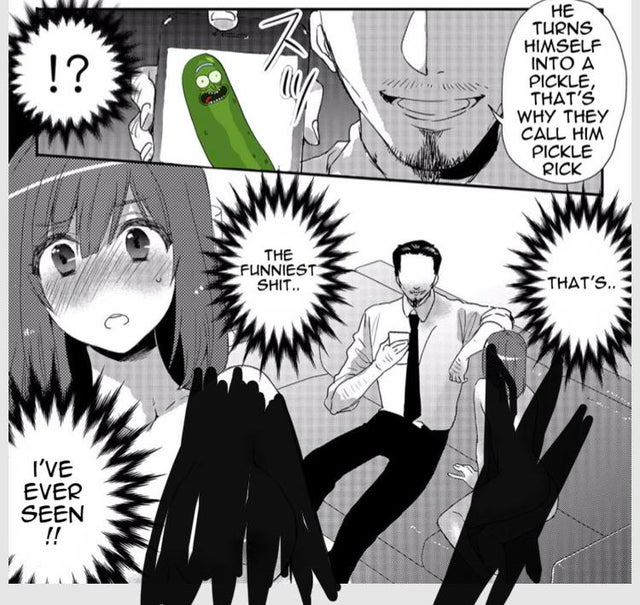 HE
TURNS
HIMSELF
INTO A
PICKLE,
THAT'S
WHY THEY
CALL HIM
PICKLE
RICK
!?
ス
THAT'S..
THE
FUNNIEST
SHIT..
I'VE
EVER
SEEN
!!